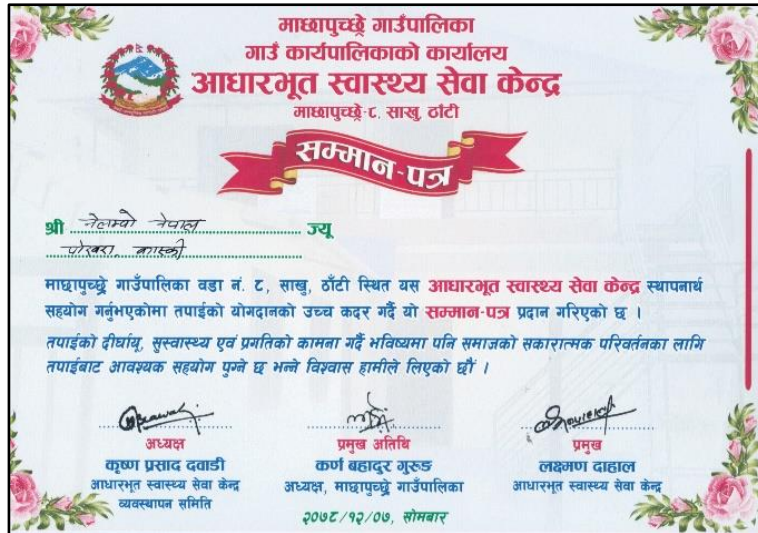 माछापुच्छ्रे गाउँपालिका
गाउँ कार्यपालिकाको कार्यालय
आधारभूत स्वास्थ्य सेवा केन्द्र
माछापुच्छ्रे-८, साखु, ठाँटी
सम्मान-पत्र
श्री नेलाम्बो नेपाल ज्यू
पोखरा, कास्की
माछापुच्छ्रे गाउँपालिका वडा नं. ८, साखु, ठाँटी स्थित यस आधारभूत स्वास्थ्य सेवा केन्द्र स्थापनार्थ
सहयोग गर्नुभएकोमा तपाईको योगदानको उच्च कदर गर्दै यो सम्मान-पत्र प्रदान गरिएको छ ।
तपाईको दीर्घायू, सुस्वास्थ्य एवं प्रगतिको कामना गर्दै भविष्यमा पनि समाजको सकारात्मक परिवर्तनका लागि
तपाईबाट आवश्यक सहयोग पुग्ने छ भन्ने विश्वास हामीले लिएको छौं ।
अध्यक्ष
कृष्ण प्रसाद दवाडी
आधारभूत स्वास्थ्य सेवा केन्द्र
व्यवस्थापन समिति
प्रमुख अतिथि
कर्ण बहादुर गुरुङ
अध्यक्ष, माछापुच्छ्रे गाउँपालिका
प्रमुख
लक्ष्मण दाहाल
आधारभूत स्वास्थ्य सेवा केन्द्र
२०७८/१२/०७, सोमबार